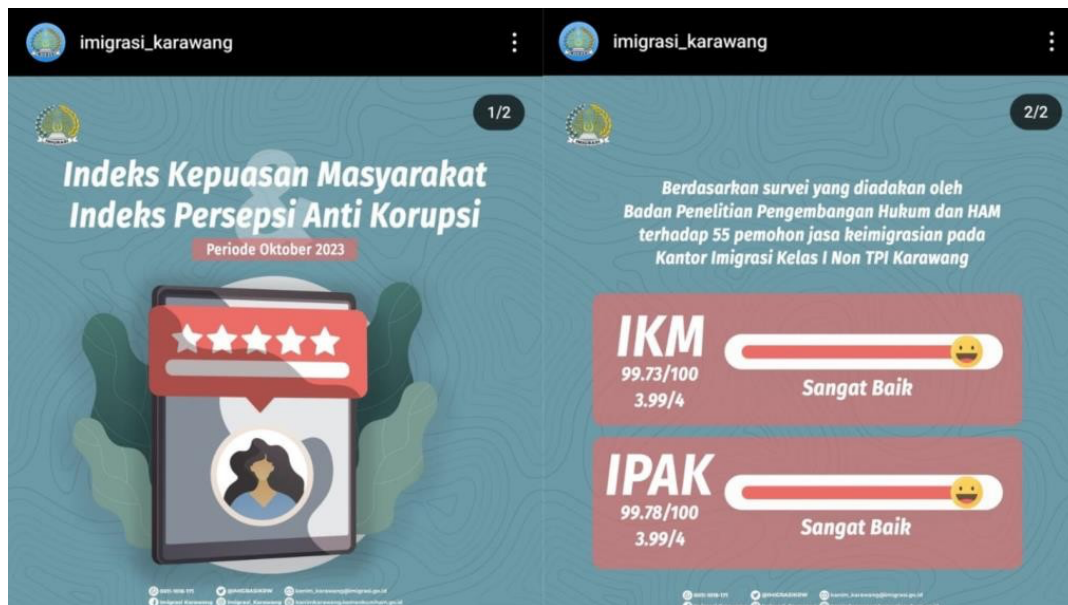 imigrasi_karawang
1/2
Indeks Kepuasan Masyarakat
&
Indeks Persepsi Anti Korupsi
Periode Oktober 2023
imigrasi_karawang
2/2
Berdasarkan survei yang diadakan oleh
Badan Penelitian Pengembangan Hukum dan HAM
terhadap 55 pemohon jasa keimigrasian pada
Kantor Imigrasi Kelas I Non TPI Karawang
IKM
99.73/100
3.99/4
Sangat Baik
IPAK
99.78/100
3.99/4
Sangat Baik